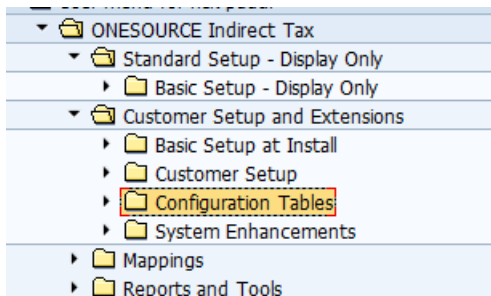 ONESOURCE Indirect Tax
Standard Setup - Display Only
Basic Setup - Display Only
Customer Setup and Extensions
Basic Setup at Install
Customer Setup
Configuration Tables
System Enhancements
Mappings
Reports and Tools